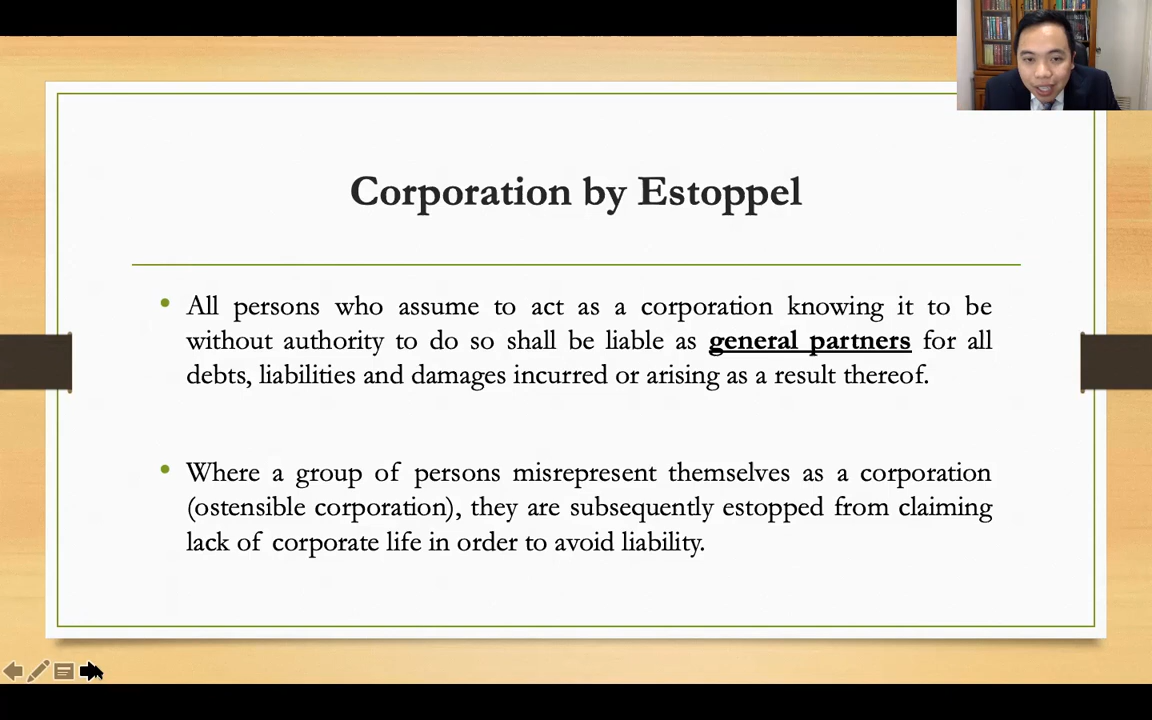 Corporation by Estoppel
• All persons who assume to act as a corporation knowing it to be
without authority to do so shall be liable as general partners for all
debts, liabilities and damages incurred or arising as a result thereof.
• Where a group of persons misrepresent themselves as a corporation
(ostensible corporation), they are subsequently estopped from claiming
lack of corporate life in order to avoid liability.